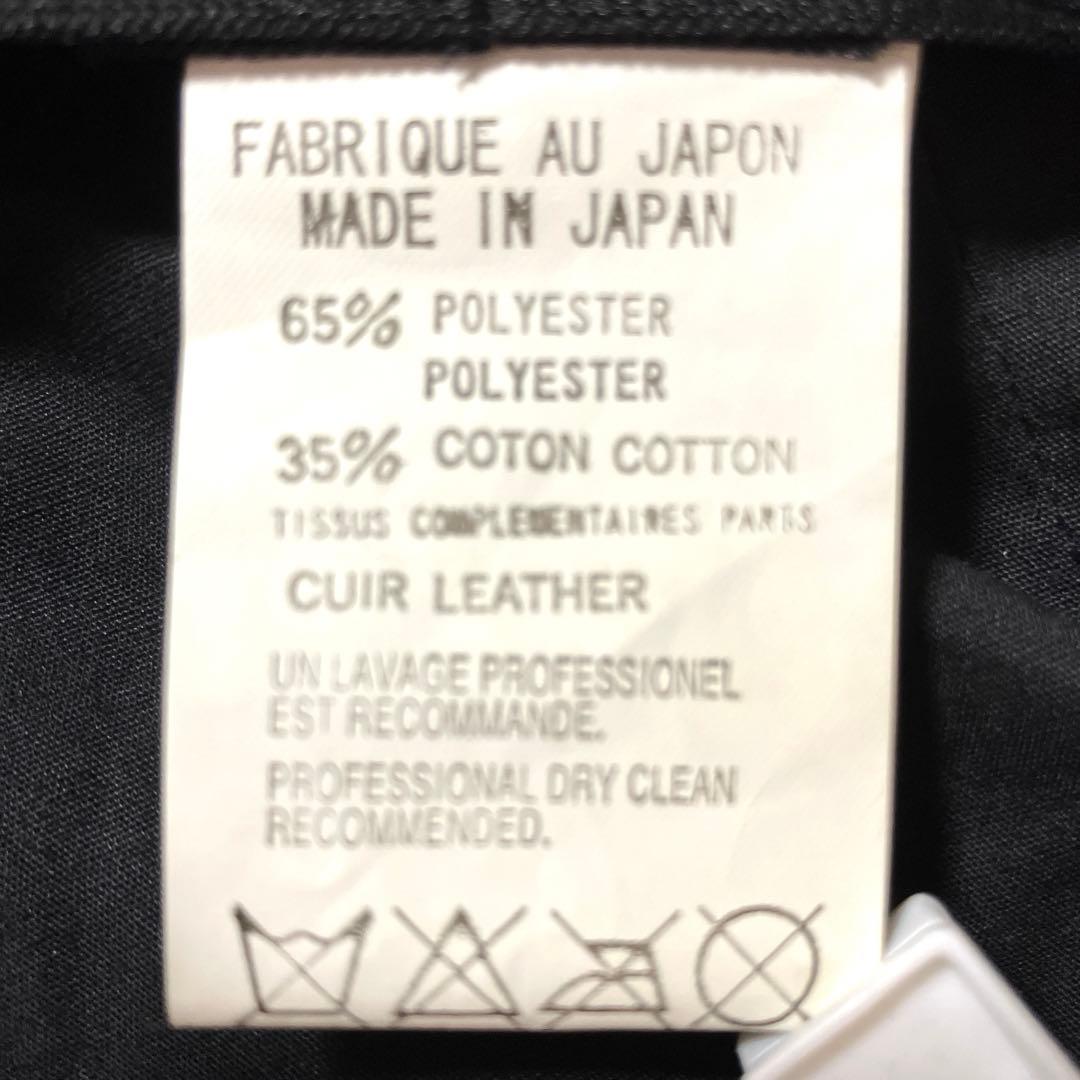 FABRIQUE AU JAPON
MADE IN JAPAN
65% POLYESTER
POLYESTER
35% COTON COTTON
TISSUS COMPLEMENTAIRES PARTS
CUIR LEATHER
UN LAVAGE PROFESSIONEL
EST RECOMMANDE.
PROFESSIONAL DRY CLEAN
RECOMMENDED.